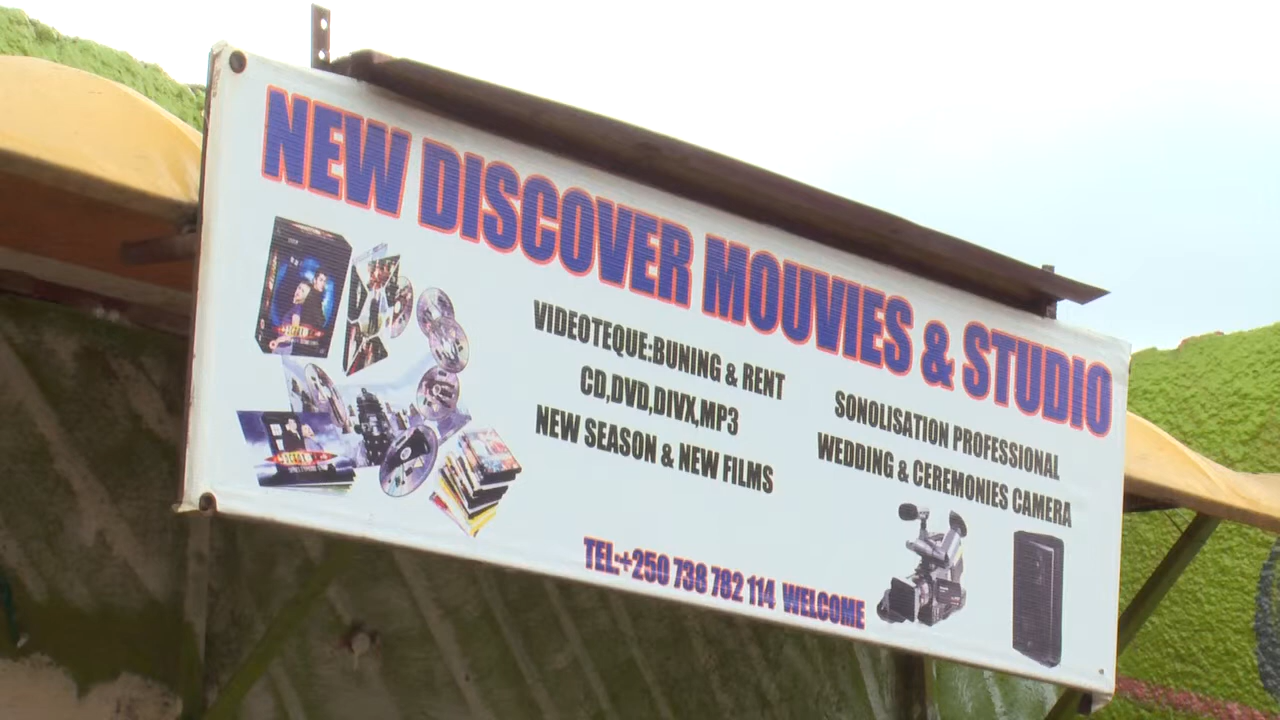 NEW DISCOVER MOUVIES & STUDIO
VIDEOTEQUE:BUNING & RENT
CD,DVD,DIVX,MP3
NEW SEASON & NEW FILMS
SONOLISATION PROFESSIONAL
WEDDING & CEREMONIES CAMERA
TEL:+250 738 782 114 WELCOME